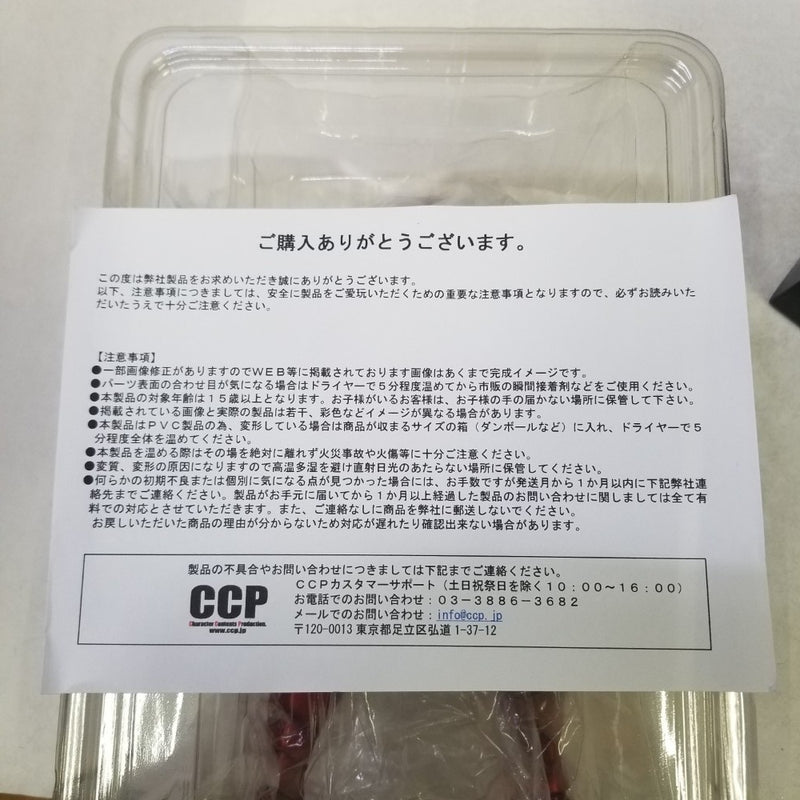 ご購入ありがとうございます。
この度は弊社製品をお求めいただき誠にありがとうございます。
以下、注意事項につきましては、安全に製品をご愛玩いただくための重要な注意事項となりますので、必ずお読みいた
だいたうえで十分ご注意ください。
【注意事項】
●一部画像修正がありますのでＷＥＢ等に掲載されております画像はあくまで完成イメージです。
●パーツ表面の合わせ目が気になる場合はドライヤーで５分程度温めてから市販の瞬間接着剤などをご使用ください。
●本製品の対象年齢は１５歳以上となります。お子様がいるお客様は、お子様の手の届かない場所に保管して下さい。
●掲載されている画像と実際の製品は若干、彩色などイメージが異なる場合があります。
●本製品はＰＶＣ製品の為、変形している場合は商品が収まるサイズの箱（ダンボールなど）に入れ、ドライヤーで５
分程度全体を温めてください。
●本製品を温める際はその場を絶対に離れず火災事故や火傷等に十分ご注意ください。
●変質、変形の原因になりますので高温多湿を避け直射日光のあたらない場所に保管してください。
●何らかの初期不良または個別に気になる点が見つかった場合には、お手数ですが発送月から１か月以内に下記弊社連
絡先までご連絡ください。製品がお手元に届いてから１か月以上経過した製品のお問い合わせに関しましては全て有
料での対応とさせていただきます。また、ご連絡なしに商品を弊社に郵送しないでください。
お戻しいただいた商品の理由が分からないため対応が遅れたり確認出来ない場合があります。
製品の不具合やお問い合わせにつきましては下記までご連絡ください。
CCP
Character Contents Production.
www.ccp.jp
ＣＣＰカスタマーサポート（土日祝祭日を除く１０：００～１６：００）
お電話でのお問い合わせ：０３－３８８６－３６８２
メールでのお問い合わせ：info@ccp.jp
〒120-0013 東京都足立区弘道 1-37-12